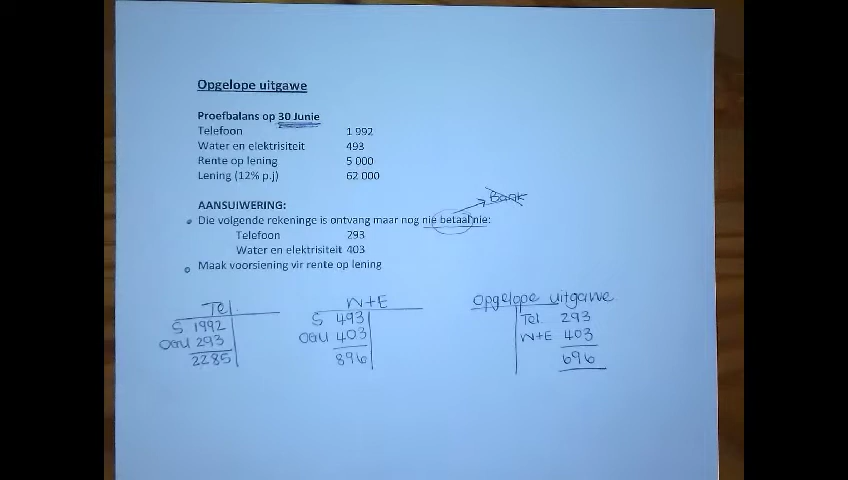 Opgelope uitgawe
Proefbalans op 30 Junie
Telefoon 1 992
Water en elektrisiteit 493
Rente op lening 5 000
Lening (12% p.j) 62 000
Bank
AANSUIWERING:
Die volgende rekeninge is ontvang maar nog nie betaal nie:
Telefoon 293
Water en elektrisiteit 403
Maak voorsiening vir rente op lening
Tel
S 1992
OGU 293
2285
W+E
S 493
OGU 403
896
Opgelope uitgawe
Tel 293
W+E 403
696